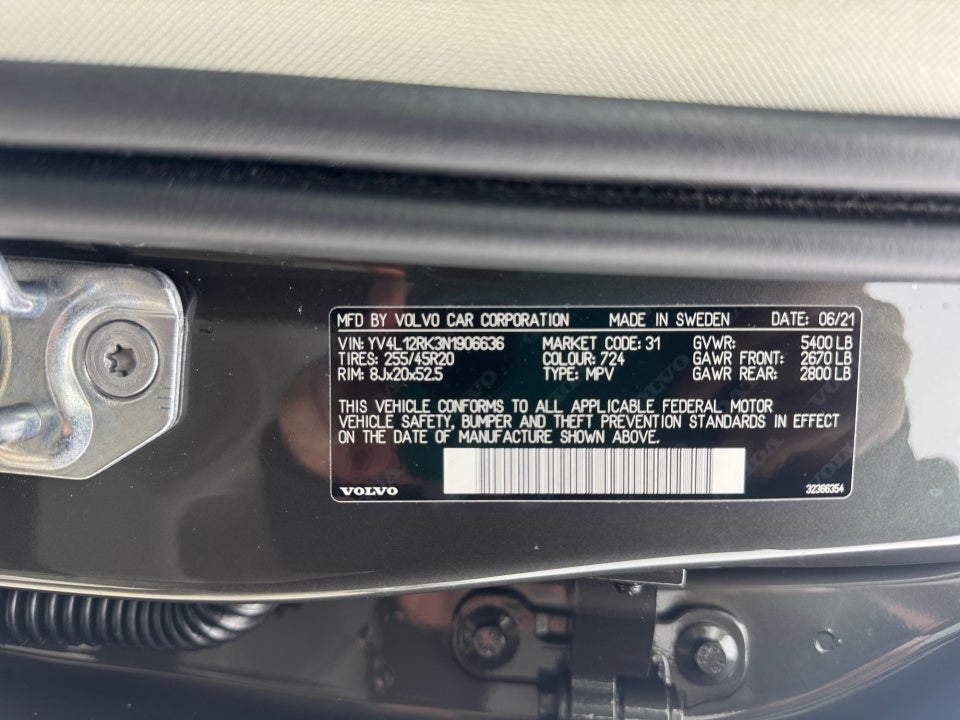 MFD BY VOLVO CAR CORPORATION MADE IN SWEDEN DATE: 06/21
VIN: YV4L12RK3N1906636 MARKET CODE: 31 GVWR: 5400 LB
TIRES: 255/45R20 COLOUR: 724 GAWR FRONT: 2670 LB
RIM: 8Jx20x52.5 TYPE: MPV GAWR REAR: 2800 LB
THIS VEHICLE CONFORMS TO ALL APPLICABLE FEDERAL MOTOR
VEHICLE SAFETY, BUMPER AND THEFT PREVENTION STANDARDS IN EFFECT
ON THE DATE OF MANUFACTURE SHOWN ABOVE.
VOLVO 32366354